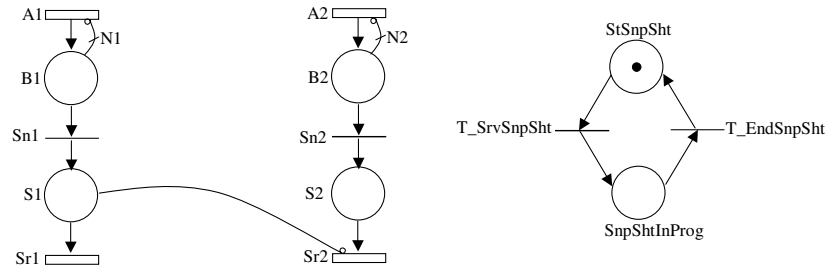 A1
N1
B1
Sn1
S1
Sr1
A2
N2
B2
Sn2
S2
Sr2
StSnpSht
T_SrvSnpSht
T_EndSnpSht
SnpShtInProg